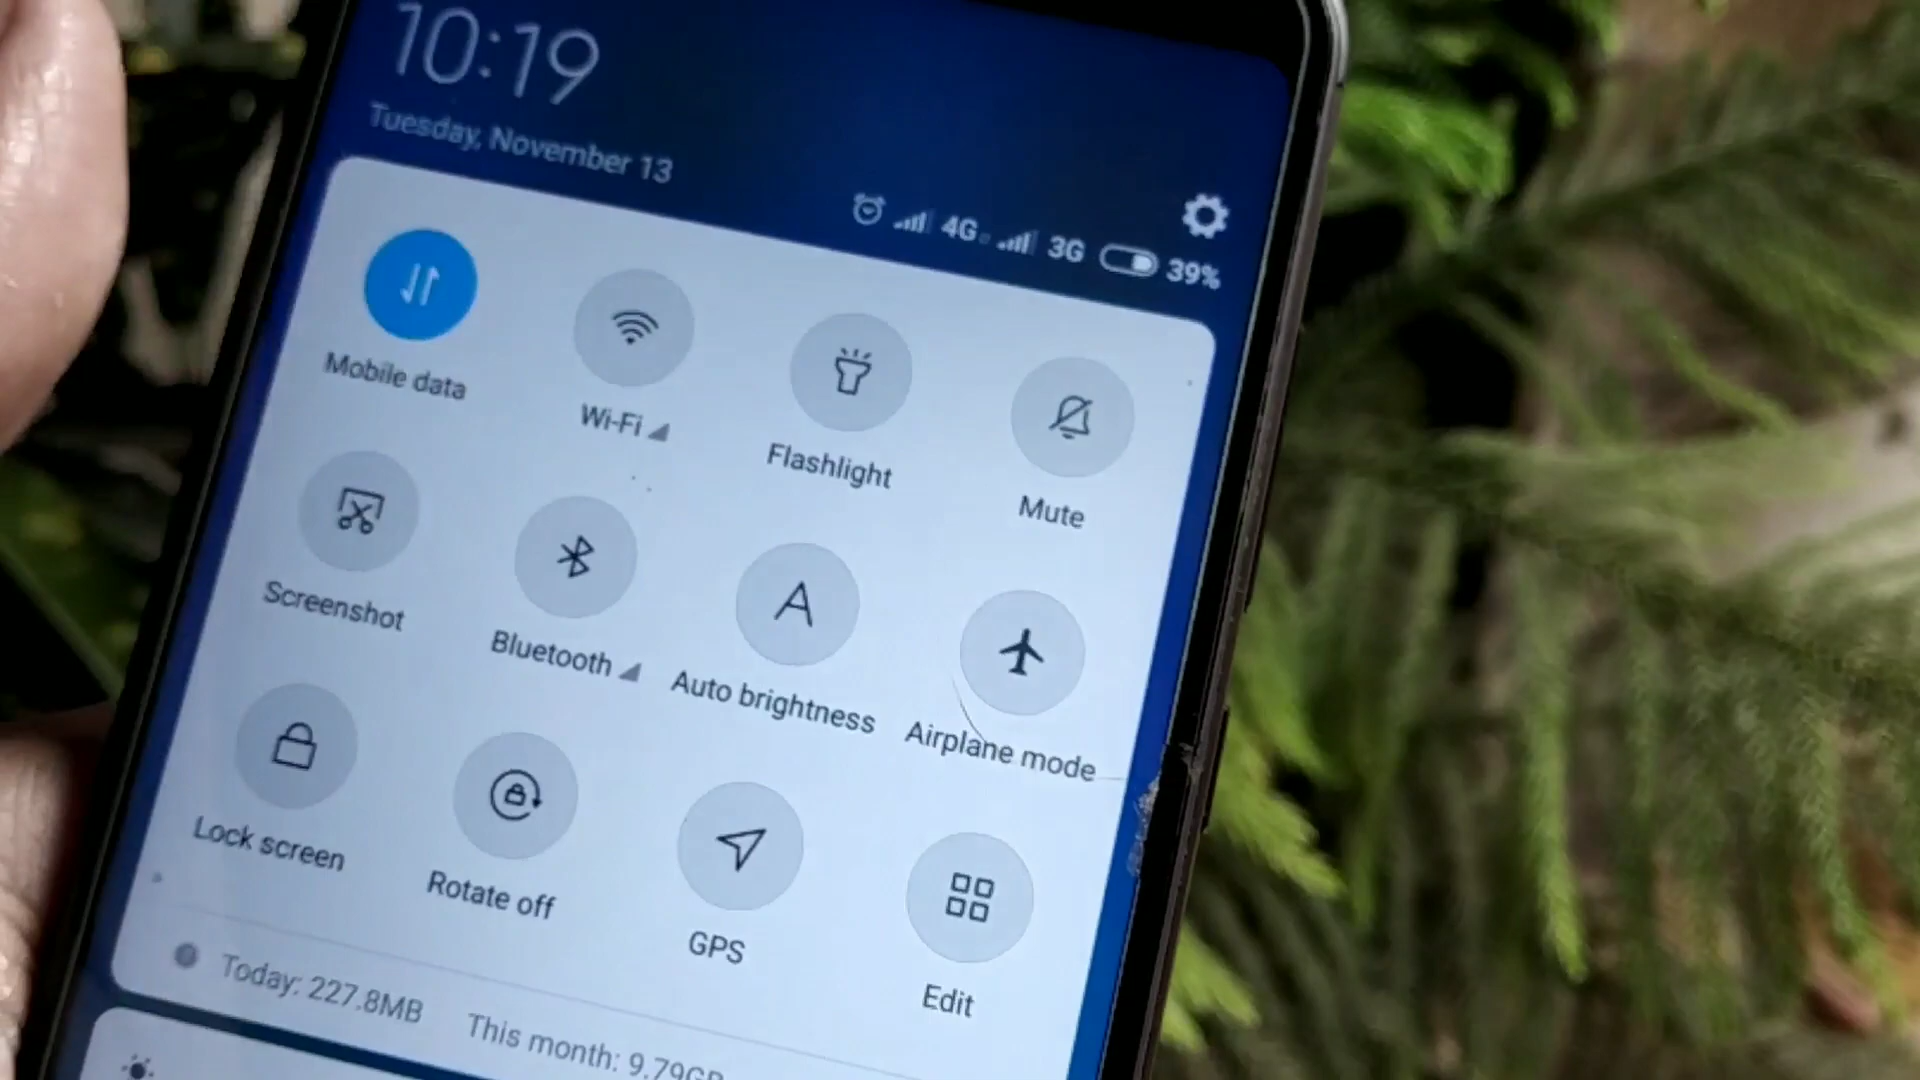 10:19
Tuesday, November 13
4G 3G 39%
Mobile data
Wi-Fi
Flashlight
Mute
Screenshot
Bluetooth
Auto brightness
Airplane mode
Lock screen
Rotate off
GPS
Edit
Today: 227.8MB
This month: 9.79GB